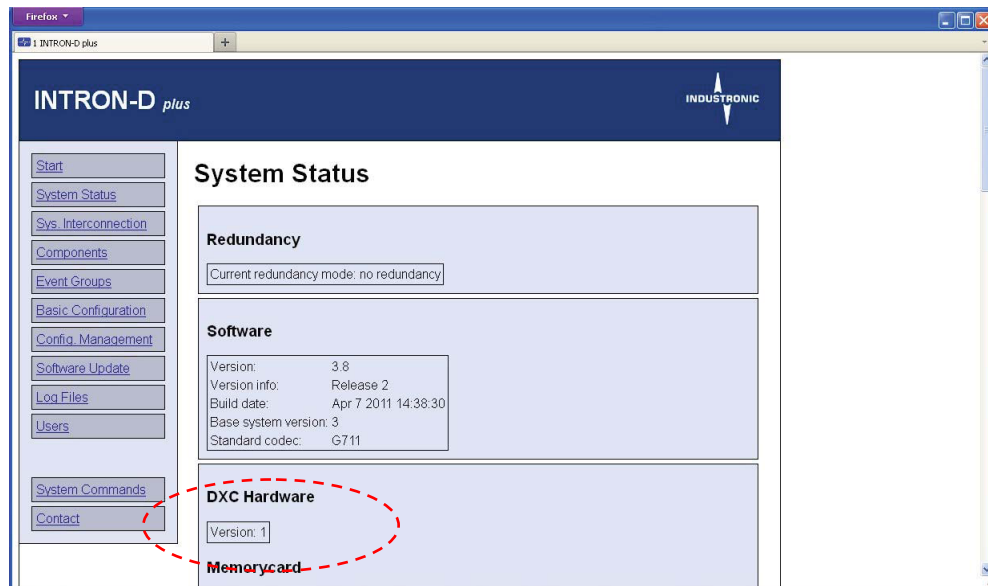 Firefox
1 INTRON-D plus
+
INTRON-D plus
INDUSTRONIC
Start
System Status
Sys. Interconnection
Components
Event Groups
Basic Configuration
Config. Management
Software Update
Log Files
Users
System Commands
Contact
System Status
Redundancy
Current redundancy mode: no redundancy
Software
Version: 3.8
Version info: Release 2
Build date: Apr 7 2011 14:38:30
Base system version: 3
Standard codec: G711
DXC Hardware
Version: 1
Memorycard